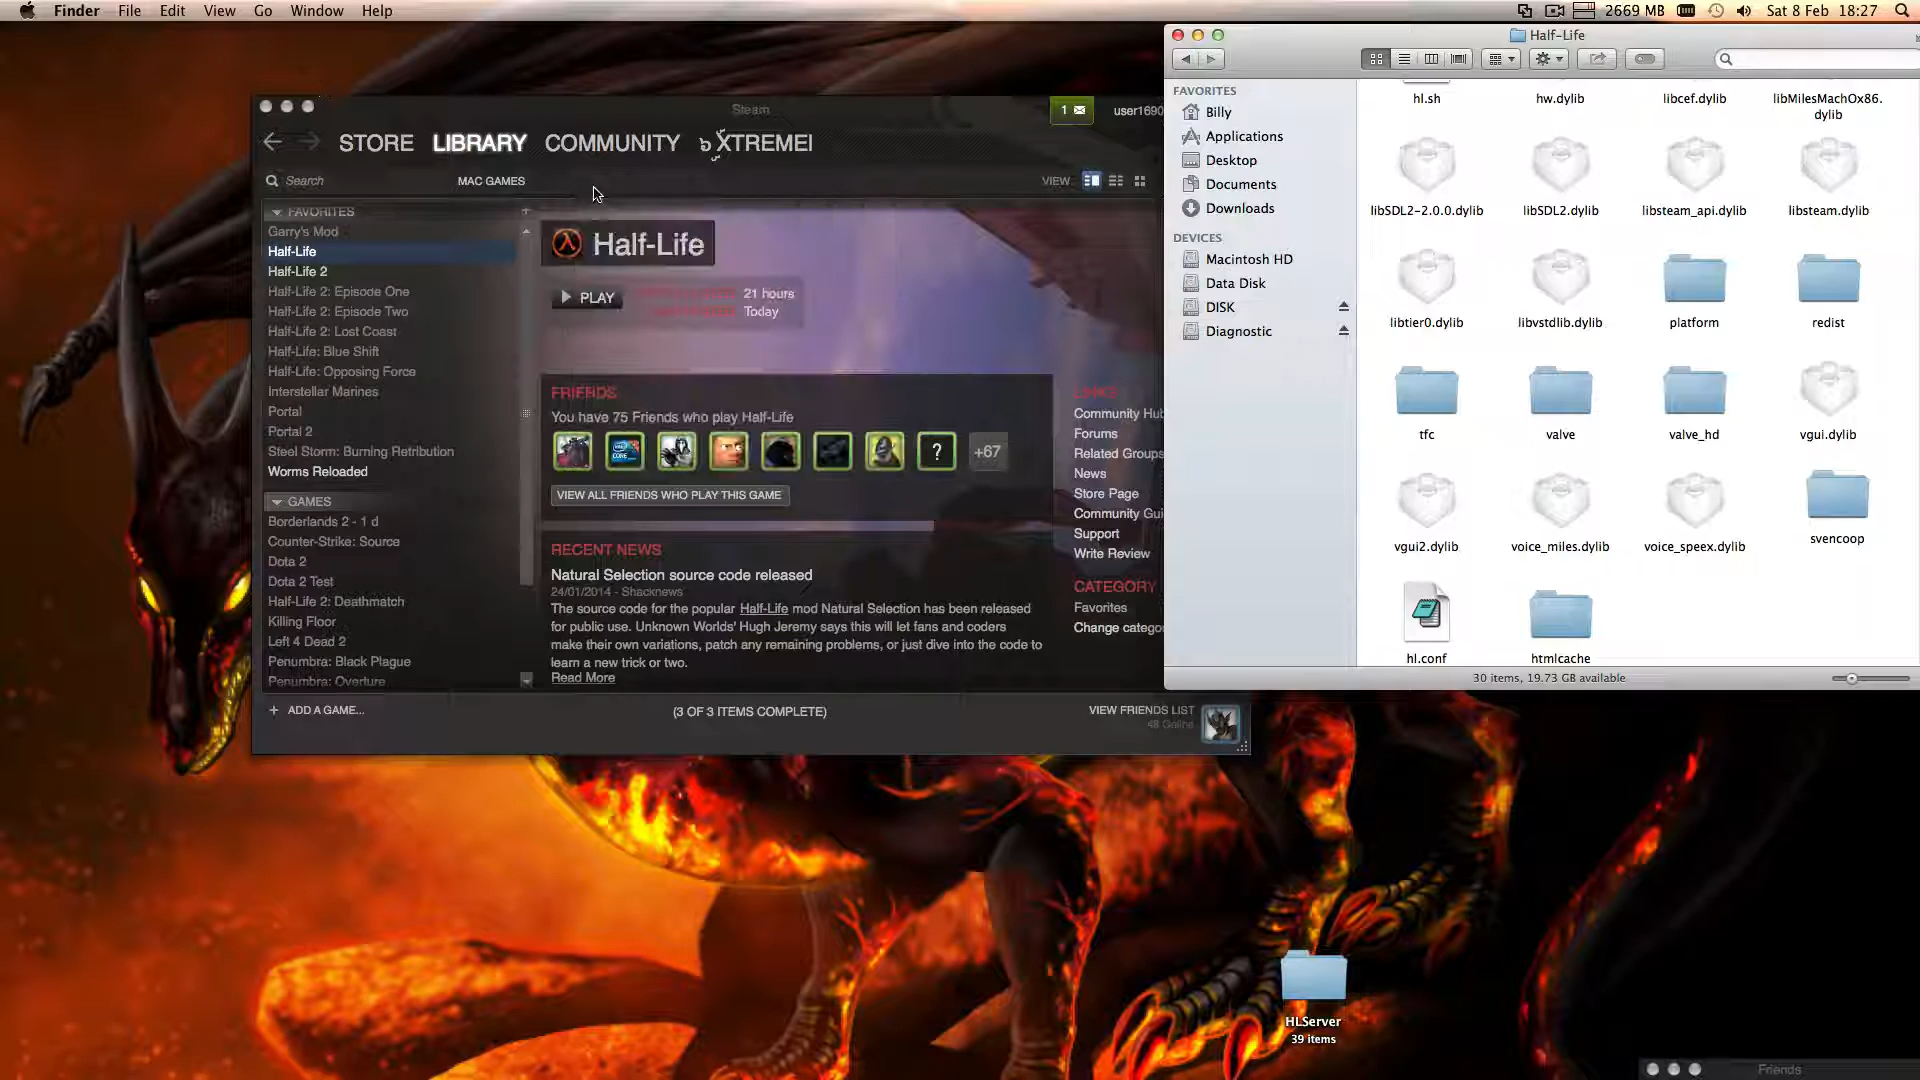 Finder File Edit View Go Window Help
2669 MB Sat 8 Feb 18:27
Steam
1
user1690
STORE LIBRARY COMMUNITY
Search MAC GAMES VIEW
FAVORITES
Garry's Mod
Half-Life
Half-Life 2
Half-Life 2: Episode One
Half-Life 2: Episode Two
Half-Life 2: Lost Coast
Half-Life: Blue Shift
Half-Life: Opposing Force
Interstellar Marines
Portal
Portal 2
Steel Storm: Burning Retribution
Worms Reloaded
GAMES
Borderlands 2 - 1 d
Counter-Strike: Source
Dota 2
Dota 2 Test
Half-Life 2: Deathmatch
Killing Floor
Left 4 Dead 2
Penumbra: Black Plague
Penumbra: Overture
Half-Life
PLAY
21 hours
Today
FRIENDS
You have 75 Friends who play Half-Life
INTEL CORE
?
+67
VIEW ALL FRIENDS WHO PLAY THIS GAME
RECENT NEWS
Natural Selection source code released
24/01/2014 - Shacknews
The source code for the popular Half-Life mod Natural Selection has been released
for public use. Unknown Worlds' Hugh Jeremy says this will let fans and coders
make their own variations, patch any remaining problems, or just dive into the code to
learn a new trick or two.
Read More
LINKS
Community Hub
Forums
Related Groups
News
Store Page
Community Gui
Support
Write Review
CATEGORY
Favorites
Change catego
ADD A GAME...
(3 OF 3 ITEMS COMPLETE)
VIEW FRIENDS LIST
48 Online
Half-Life
FAVORITES
Billy
Applications
Desktop
Documents
Downloads
DEVICES
Macintosh HD
Data Disk
DISK
Diagnostic
hl.sh hw.dylib libcef.dylib libMilesMachOx86.
dylib
libSDL2-2.0.0.dylib libSDL2.dylib libsteam_api.dylib libsteam.dylib
libtier0.dylib libvstdlib.dylib platform redist
tfc valve valve_hd vgui.dylib
vgui2.dylib voice_miles.dylib voice_speex.dylib svencoop
hl.conf htmlcache
30 items, 19.73 GB available
HLServer
39 items
Friends